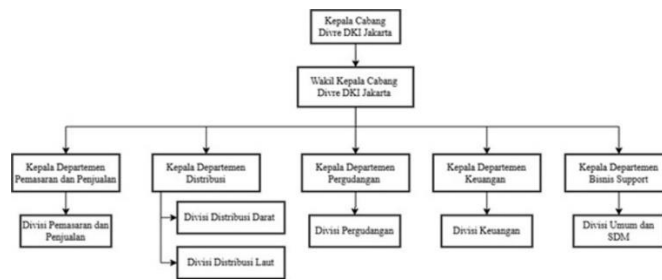 Kepala Cabang
Divre DKI Jakarta
Wakil Kepala Cabang
Divre DKI Jakarta
Kepala Departemen
Pemasaran dan Penjualan
Kepala Departemen
Distribusi
Kepala Departemen
Pergudangan
Kepala Departemen
Keuangan
Kepala Departemen
Bisnis Support
Divisi Pemasaran dan
Penjualan
Divisi Distribusi Darat
Divisi Distribusi Laut
Divisi Pergudangan
Divisi Keuangan
Divisi Umum dan
SDM